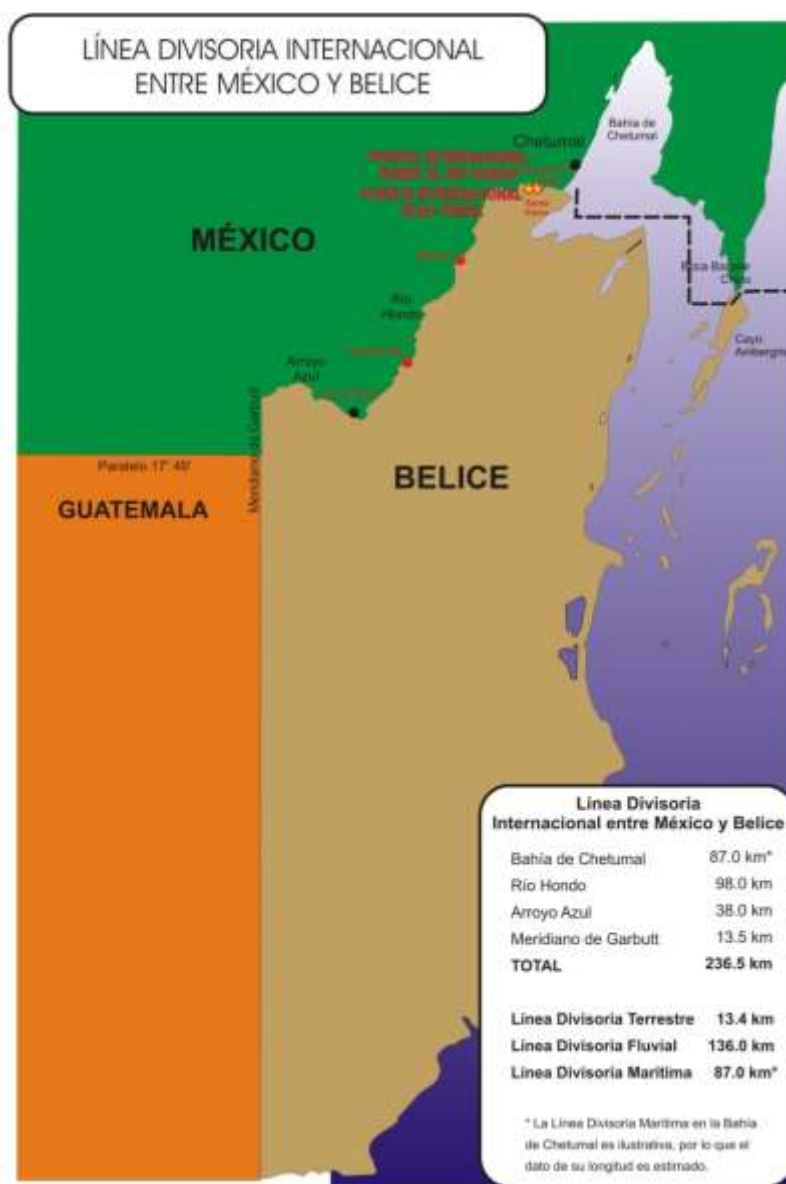 LÍNEA DIVISORIA INTERNACIONAL
ENTRE MÉXICO Y BELICE
Bahía de
Chetumal
Chetumal
PUENTE INTERNACIONAL
PUENTE INTERNACIONAL
MÉXICO
Río
Hondo
Arroyo
Azul
Cayo
Ambergris
Meridiano de Garbutt
BELICE
Paralelo 17° 49'
GUATEMALA
Línea Divisoria
Internacional entre México y Belice
Bahía de Chetumal 87.0 km*
Río Hondo 98.0 km
Arroyo Azul 38.0 km
Meridiano de Garbutt 13.5 km
TOTAL 236.5 km
Línea Divisoria Terrestre 13.4 km
Línea Divisoria Fluvial 136.0 km
Línea Divisoria Marítima 87.0 km*
* La Línea Divisoria Marítima en la Bahía
de Chetumal es ilustrativa, por lo que el
dato de su longitud es estimado.